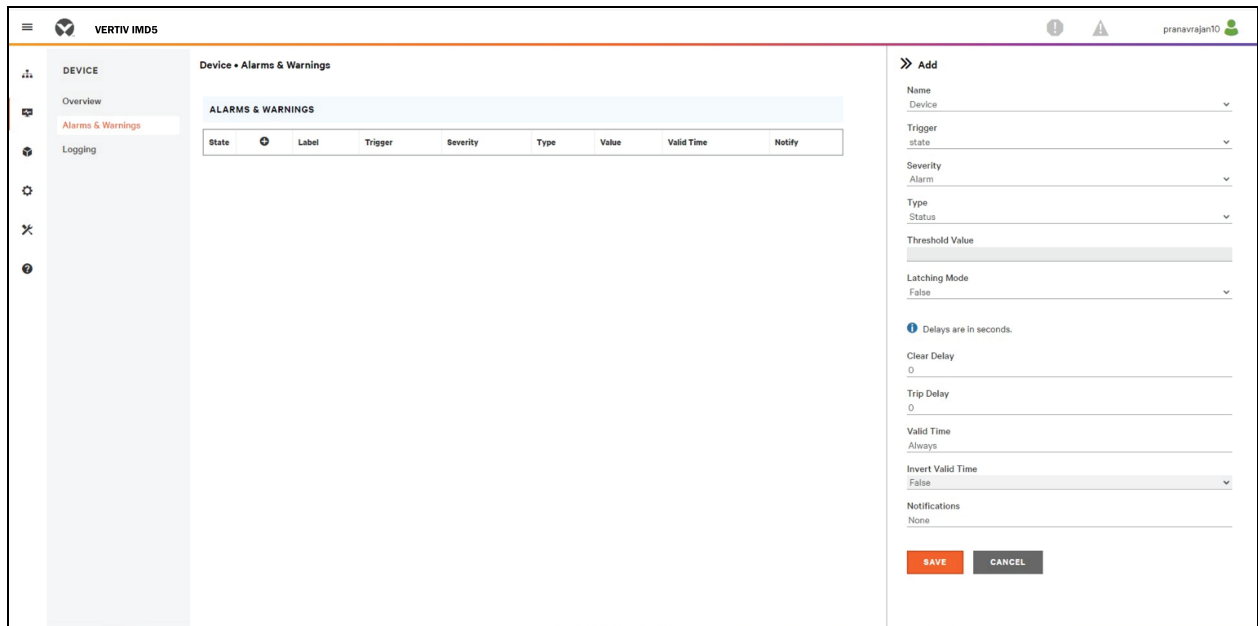 VERTIV IMD5
pranavrajan10
DEVICE
Overview
Alarms & Warnings
Logging
Device • Alarms & Warnings
ALARMS & WARNINGS
State Label Trigger Severity Type Value Valid Time Notify
Add
Name
Device
Trigger
state
Severity
Alarm
Type
Status
Threshold Value
Latching Mode
False
Delays are in seconds.
Clear Delay
0
Trip Delay
0
Valid Time
Always
Invert Valid Time
False
Notifications
None
SAVE CANCEL